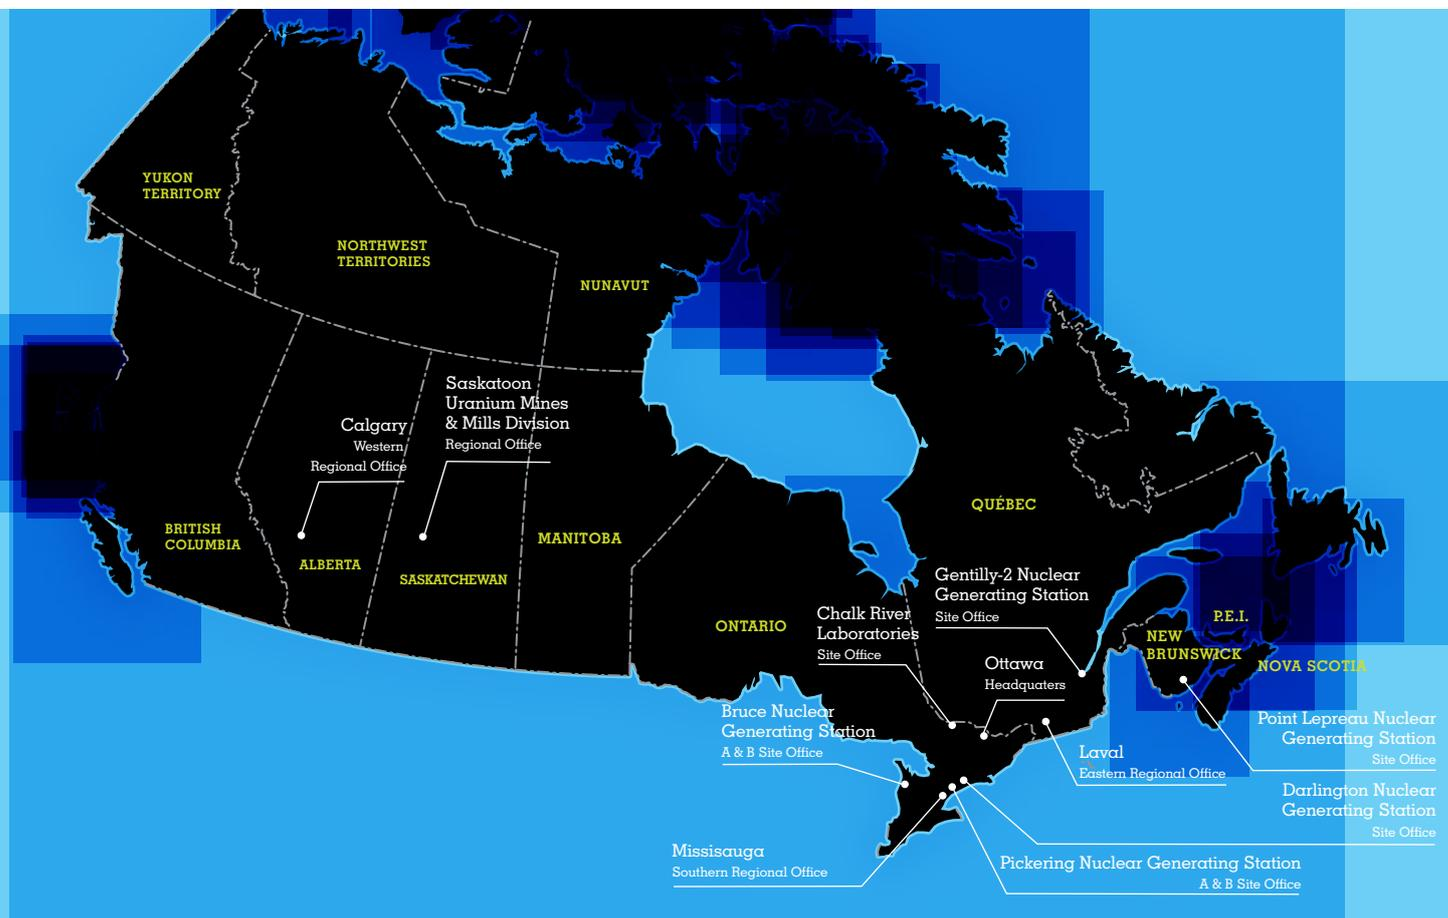 YUKON
TERRITORY
NORTHWEST
TERRITORIES
NUNAVUT
Saskatoon
Uranium Mines
& Mills Division
Regional Office
Calgary
Western
Regional Office
BRITISH
COLUMBIA
ALBERTA
SASKATCHEWAN
MANITOBA
ONTARIO
QUÉBEC
Gentilly-2 Nuclear
Generating Station
Site Office
Chalk River
Laboratories
Site Office
Ottawa
Headquaters
P.E.I.
NEW
BRUNSWICK
NOVA SCOTIA
Bruce Nuclear
Generating Station
A & B Site Office
Laval
Eastern Regional Office
Point Lepreau Nuclear
Generating Station
Site Office
Darlington Nuclear
Generating Station
Site Office
Missisauga
Southern Regional Office
Pickering Nuclear Generating Station
A & B Site Office